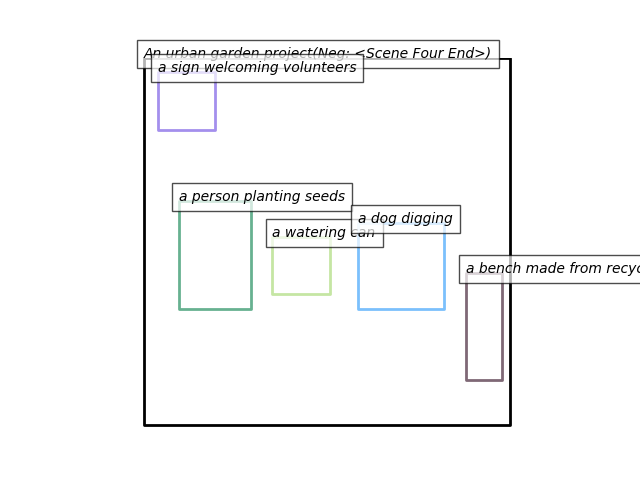 An urban garden project(Neg: <Scene Four End>)
a sign welcoming volunteers
a person planting seeds
a dog digging
a watering can
a bench made from